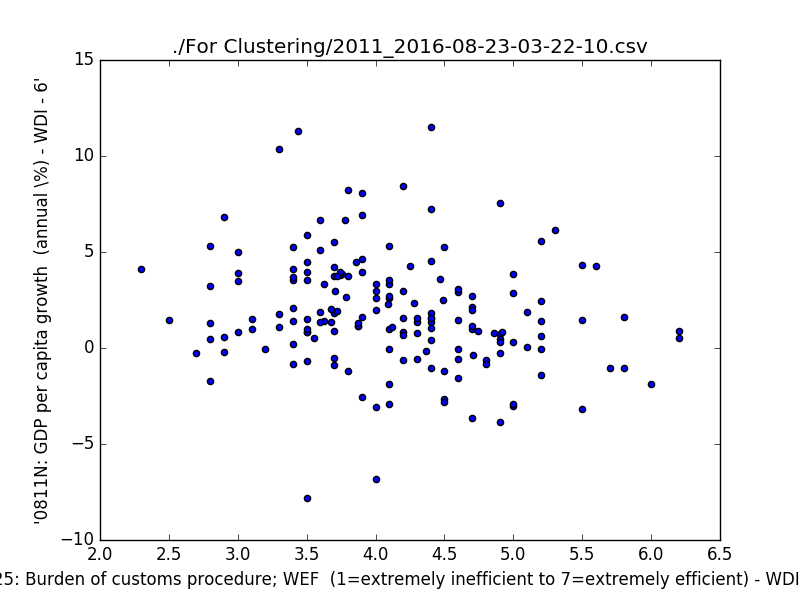 ./For Clustering/2011_2016-08-23-03-22-10.csv
'0811N: GDP per capita growth  (annual \%) - WDI - 6'
15
10
5
0
−5
−10
2.0 2.5 3.0 3.5 4.0 4.5 5.0 5.5 6.0 6.5
25: Burden of customs procedure; WEF  (1=extremely inefficient to 7=extremely efficient) - WDI